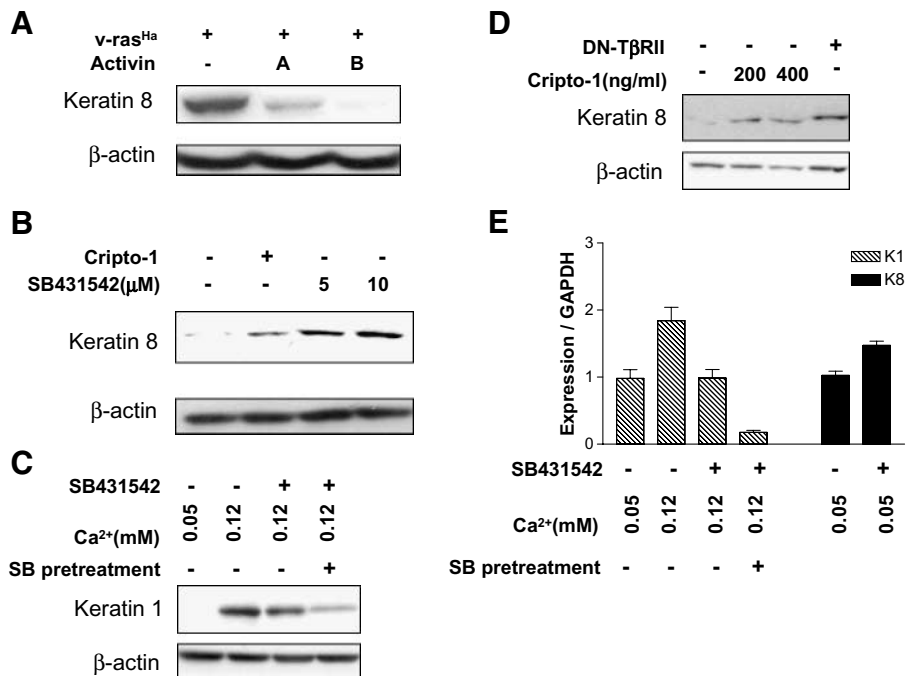 A
v-rasHa + + +
Activin - A B
Keratin 8
β-actin
B
Cripto-1 - + - -
SB431542(μM) - - 5 10
Keratin 8
β-actin
C
SB431542 - - + +
Ca2+(mM) 0.05 0.12 0.12 0.12
SB pretreatment - - - +
Keratin 1
β-actin
D
DN-TβRII - - - +
Cripto-1(ng/ml) - 200 400 -
Keratin 8
β-actin
E
K1
K8
Expression / GAPDH
3
2
1
0
SB431542 - - + + - +
Ca2+(mM) 0.05 0.12 0.12 0.12 0.05 0.05
SB pretreatment - - - +